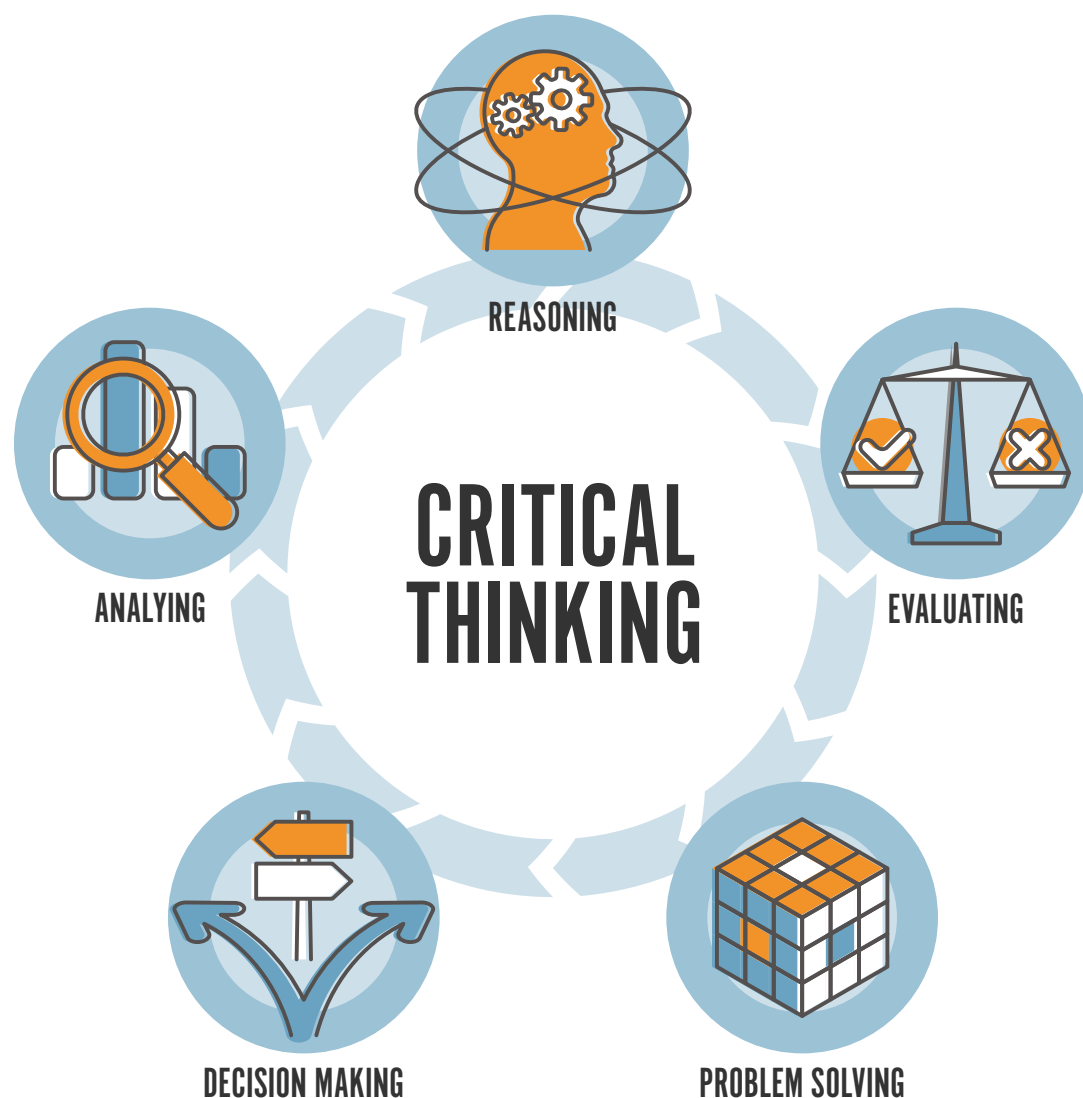 REASONING
ANALYING
EVALUATING
CRITICAL
THINKING
DECISION MAKING
PROBLEM SOLVING